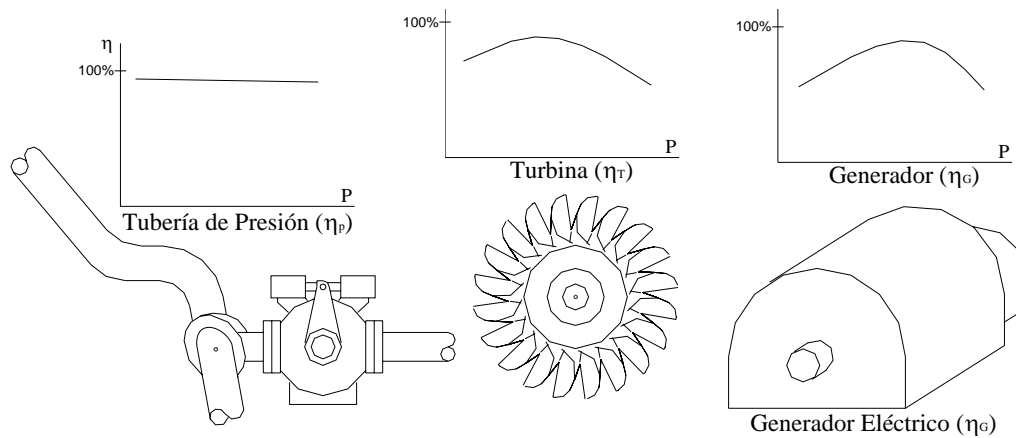 η
100%
P
Tubería de Presión (ηP)
100%
P
Turbina (ηT)
100%
P
Generador (ηG)
Generador Eléctrico (ηG)